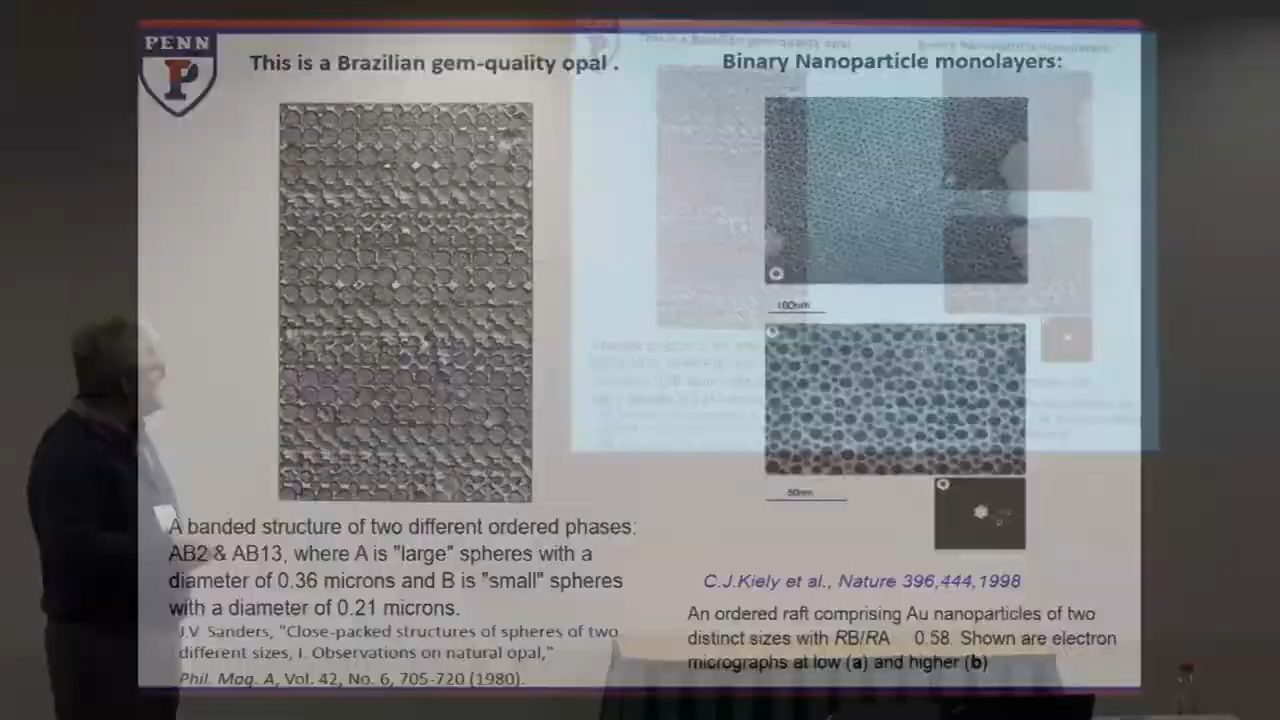 PENN
P
This is a Brazilian gem-quality opal .
A banded structure of two different ordered phases:
AB2 & AB13, where A is "large" spheres with a
diameter of 0.36 microns and B is "small" spheres
with a diameter of 0.21 microns.
J.V. Sanders, "Close-packed structures of spheres of two
different sizes, I. Observations on natural opal,"
Phil. Mag. A, Vol. 42, No. 6, 705-720 (1980).
Binary Nanoparticle monolayers:
50nm
C.J.Kiely et al., Nature 396,444,1998
An ordered raft comprising Au nanoparticles of two
distinct sizes with RB/RA 0.58. Shown are electron
micrographs at low (a) and higher (b)